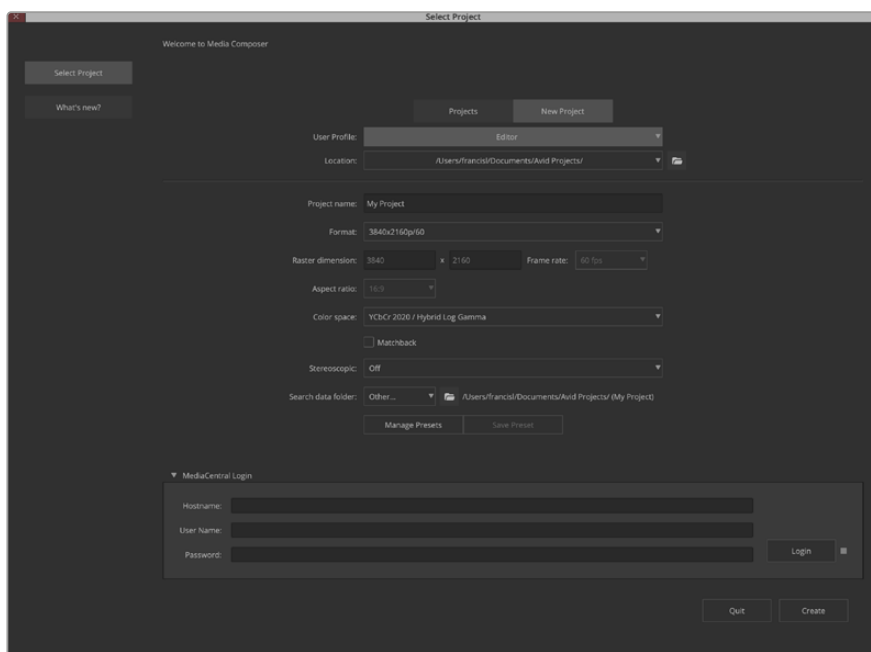 Select Project
Welcome to Media Composer
Select Project
What's new?
Projects New Project
User Profile: Editor
Location: /Users/francisl/Documents/Avid Projects/
Project name: My Project
Format: 3840x2160p/60
Raster dimension: 3840 x 2160 Frame rate: 60 fps
Aspect ratio: 16:9
Color space: YCbCr 2020 / Hybrid Log Gamma
Matchback
Stereoscopic: Off
Search data folder: Other... /Users/francisl/Documents/Avid Projects/ (My Project)
Manage Presets Save Preset
MediaCentral Login
Hostname:
User Name:
Password:
Login
Quit Create